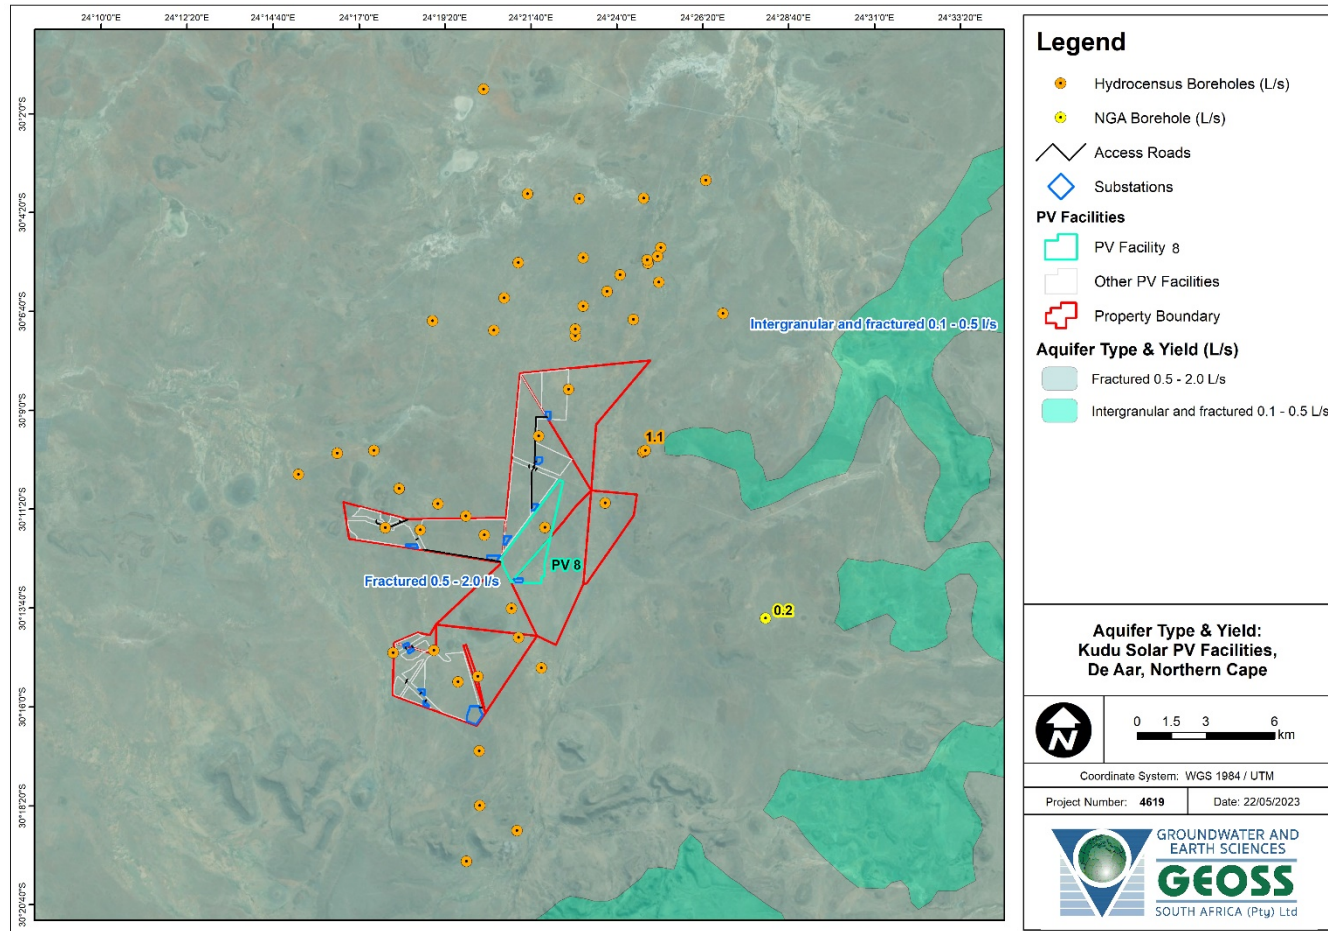 24°10'0"E
24°12'20"E
24°14'40"E
24°17'0"E
24°19'20"E
24°21'40"E
24°24'0"E
24°26'20"E
24°28'40"E
24°31'0"E
24°33'20"E
30°2'0"S
30°4'20"S
30°6'40"S
30°9'0"S
30°11'20"S
30°13'40"S
30°16'0"S
30°18'20"S
30°20'40"S
Intergranular and fractured 0.1 - 0.5 l/s
1.1
PV 8
Fractured 0.5 - 2.0 l/s
0.2
Legend
Hydrocensus Boreholes (L/s)
NGA Borehole (L/s)
Access Roads
Substations
PV Facilities
PV Facility 8
Other PV Facilities
Property Boundary
Aquifer Type & Yield (L/s)
Fractured 0.5 - 2.0 L/s
Intergranular and fractured 0.1 - 0.5 L/s
Aquifer Type & Yield:
Kudu Solar PV Facilities,
De Aar, Northern Cape
N
0 1.5 3 6
km
Coordinate System: WGS 1984 / UTM
Project Number: 4619
Date: 22/05/2023
GROUNDWATER AND
EARTH SCIENCES
GEOSS
SOUTH AFRICA (Pty) Ltd